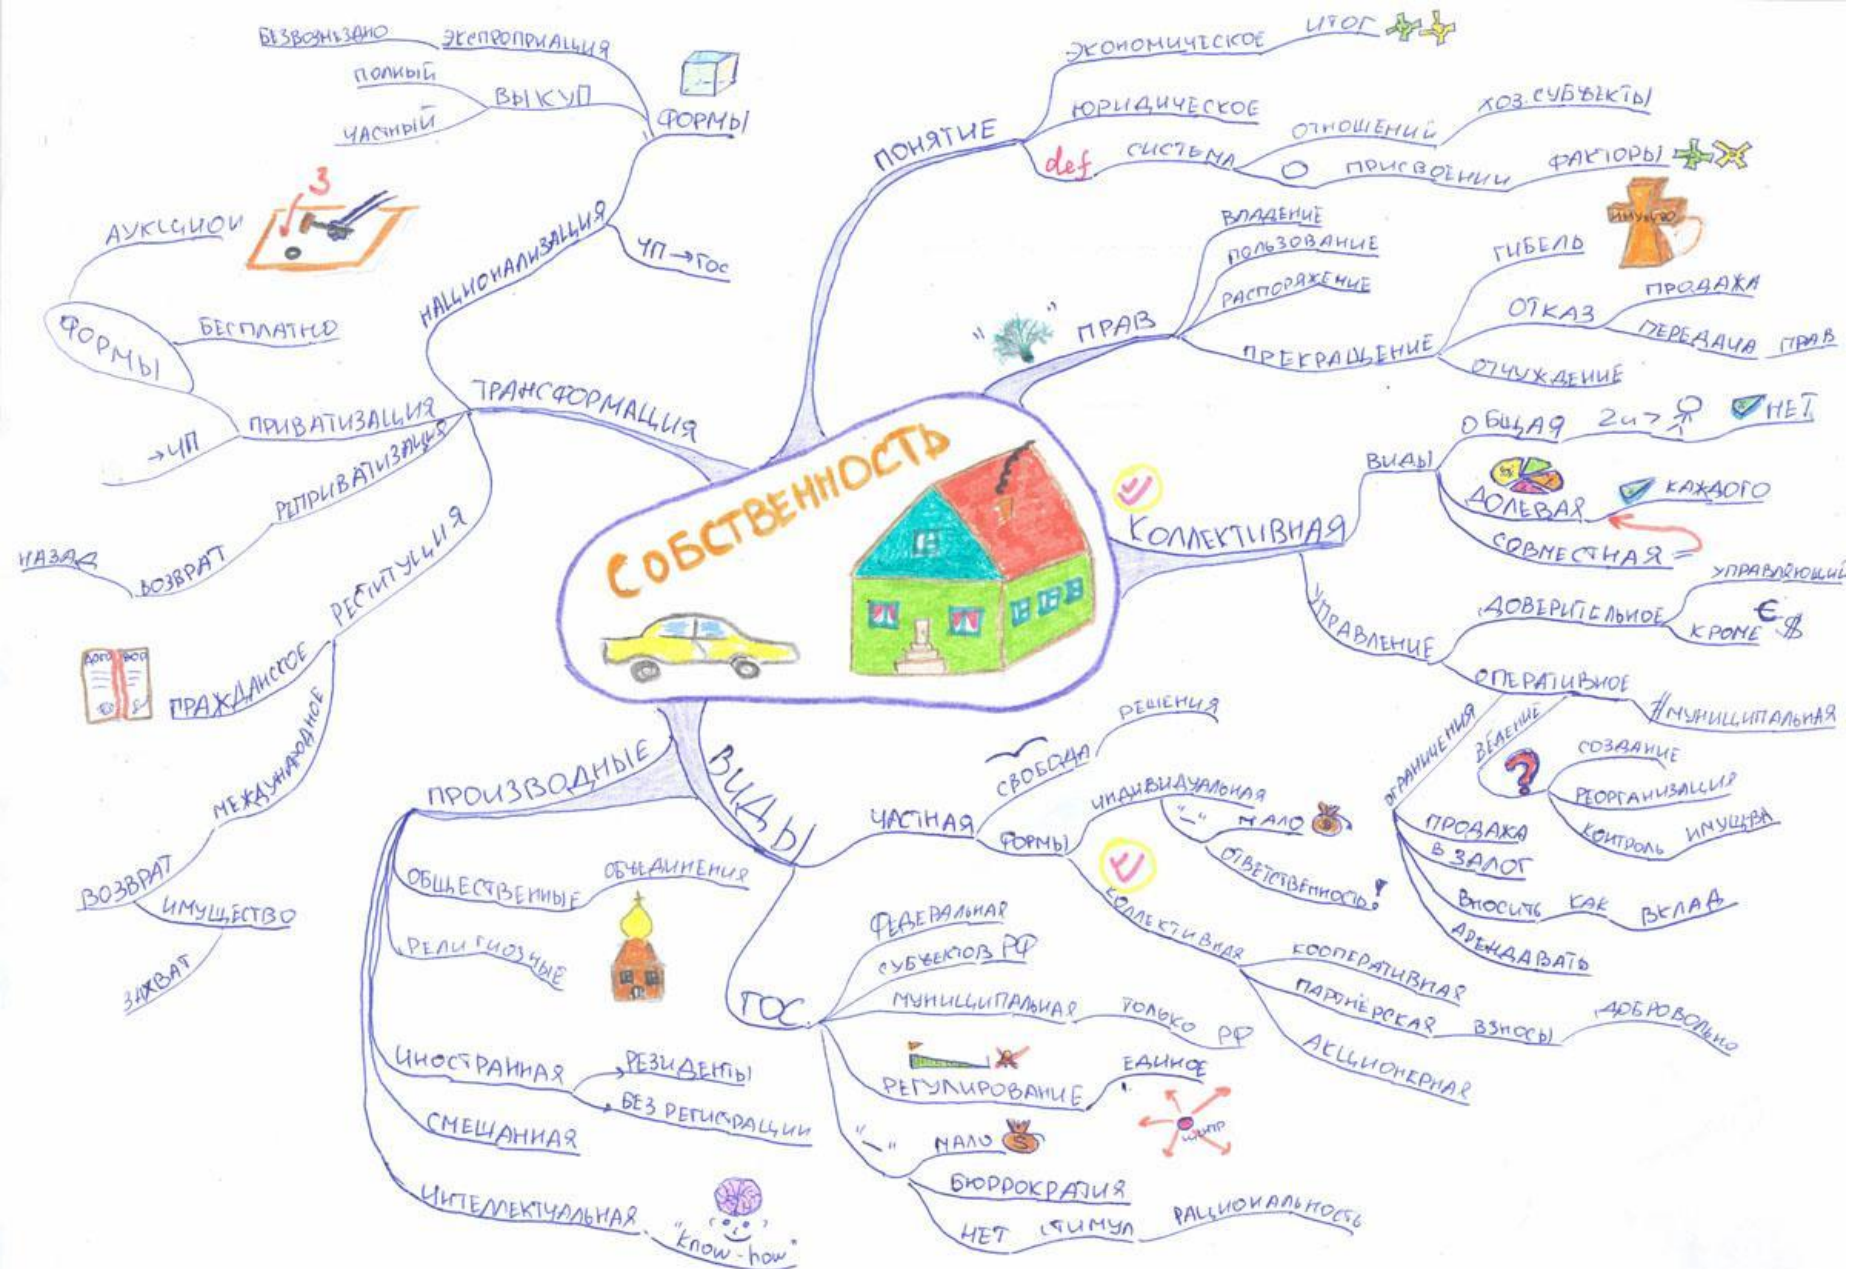 СОБСТВЕННОСТЬ
ПОНЯТИЕ
ЭКОНОМИЧЕСКОЕ ИТОГ
ЮРИДИЧЕСКОЕ
def СИСТЕМА
ОТНОШЕНИЙ ХОЗ. СУБЪЕКТЫ
О ПРИСВОЕНИИ ФАКТОРЫ
" " ПРАВ
ВЛАДЕНИЕ
ПОЛЬЗОВАНИЕ
РАСПОРЯЖЕНИЕ
ПРЕКРАЩЕНИЕ
ГИБЕЛЬ
ОТКАЗ
ПРОДАЖА
ПЕРЕДАЧА ПРАВ
ОТЧУЖДЕНИЕ
КОЛЛЕКТИВНАЯ
ВИДЫ
ОБЩАЯ 2 и > НЕТ
ДОЛЕВАЯ КАЖДОГО
СОВМЕСТНАЯ =
УПРАВЛЕНИЕ
ДОВЕРИТЕЛЬНОЕ
УПРАВЛЯЮЩИЙ
КРОМЕ € $
ОПЕРАТИВНОЕ
ОГРАНИЧЕНИЯ
ПРОДАЖА
В ЗАЛОГ
ВНОСИТЬ КАК ВКЛАД
АРЕНДАВАТЬ
ВЕДЕНИЕ
?
СОЗДАНИЕ
РЕОРГАНИЗАЦИЯ
КОНТРОЛЬ ИМУЩВА
МУНИЦИПАЛЬНАЯ
ВИДЫ
ЧАСТНАЯ
СВОБОДА РЕШЕНИЯ
ФОРМЫ
ИНДИВИДУАЛЬНАЯ
"–" МАЛО $
ОТВЕТСТВЕННОСТЬ!
КОЛЛЕКТИВНАЯ
КООПЕРАТИВНАЯ
ПАРТНЁРСКАЯ ВЗНОСЫ ДОБРОВОЛЬНО
АКЦИОНЕРНАЯ
ГОС.
ФЕДЕРАЛЬНАЯ
СУБЪЕКТОВ РФ
МУНИЦИПАЛЬНАЯ ТОЛЬКО РФ
РЕГУЛИРОВАНИЕ ЕДИНОЕ
ЦЕНТР
"–" МАЛО $
БЮРРОКРАТИЯ
НЕТ СТИМУЛ РАЦИОНАЛЬНОСТЬ
ПРОИЗВОДНЫЕ
ОБЩЕСТВЕННЫЕ ОБЪЕДИНЕНИЯ
РЕЛИГИОЗНЫЕ
ИНОСТРАННАЯ
РЕЗИДЕНТЫ
БЕЗ РЕГИСТРАЦИИ
СМЕШАННАЯ
ИНТЕЛЛЕКТУАЛЬНАЯ "know-how"
ТРАНСФОРМАЦИЯ
НАЦИОНАЛИЗАЦИЯ
ФОРМЫ
ЭКСПРОПРИАЦИЯ БЕЗВОЗМЕЗДНО
ВЫКУП
ПОЛНЫЙ
ЧАСТНЫЙ
ЧП → ГОС
ПРИВАТИЗАЦИЯ
ФОРМЫ
АУКЦИОН
3
БЕСПЛАТНО
→ЧП
РЕПРИВАТИЗАЦИЯ
ВОЗВРАТ НАЗАД
РЕСТИТУЦИЯ
ГРАЖДАНСКОЕ
МЕЖДУНАРОДНОЕ
ВОЗВРАТ
ИМУЩЕСТВО
ЗАХВАТ